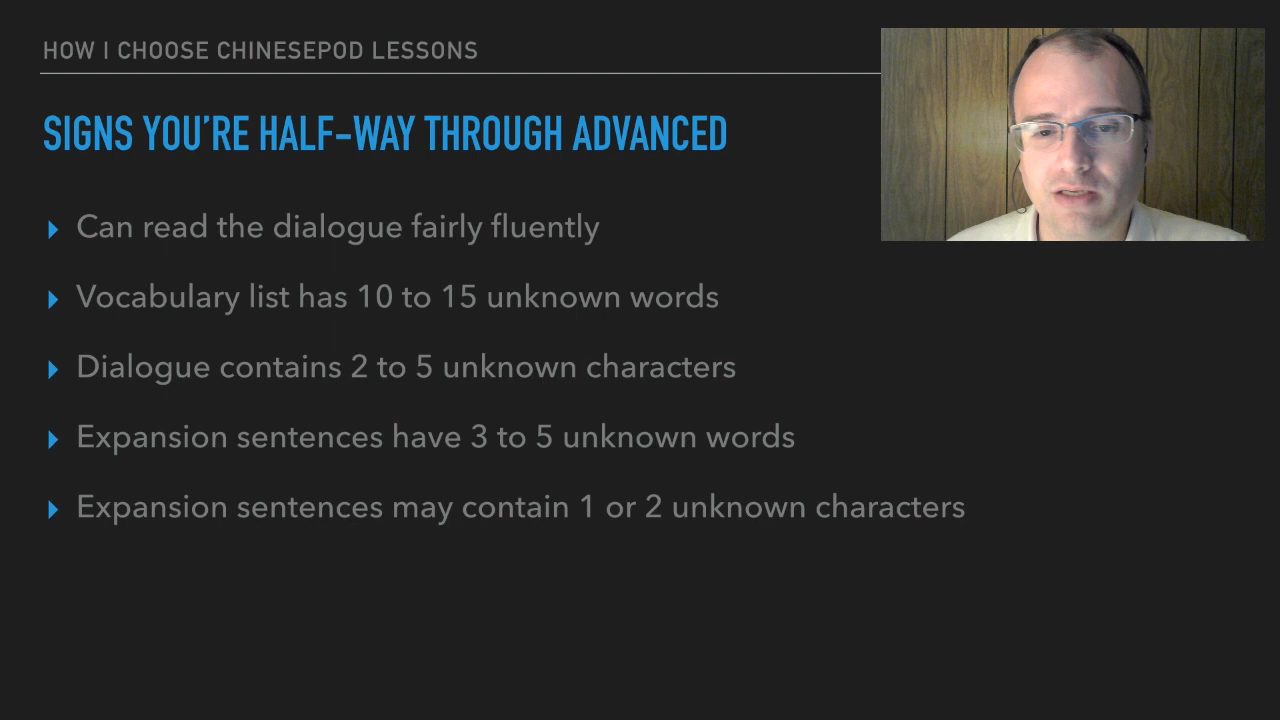 HOW I CHOOSE CHINESEPOD LESSONS
SIGNS YOU’RE HALF-WAY THROUGH ADVANCED
Can read the dialogue fairly fluently
Vocabulary list has 10 to 15 unknown words
Dialogue contains 2 to 5 unknown characters
Expansion sentences have 3 to 5 unknown words
Expansion sentences may contain 1 or 2 unknown characters